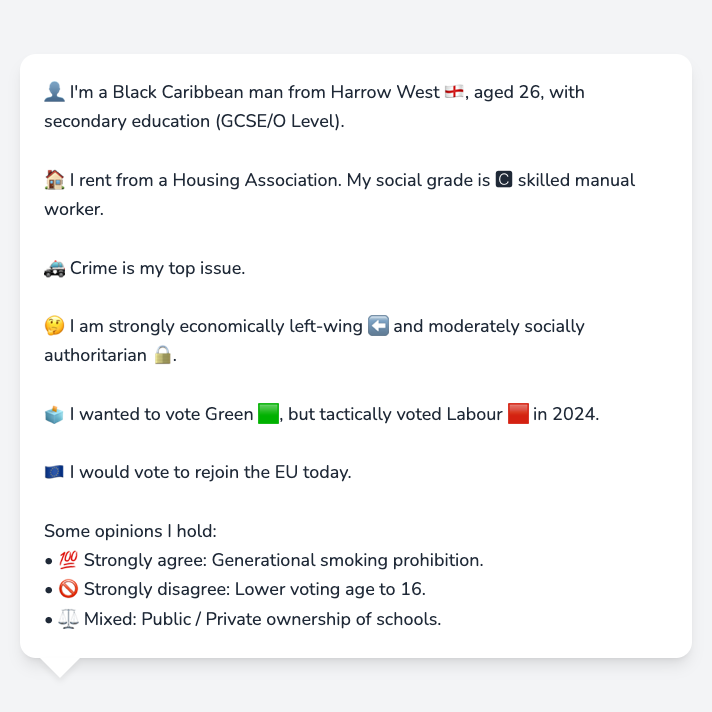 👤 I'm a Black Caribbean man from Harrow West 🏴󠁧󠁢󠁥󠁮󠁧󠁿, aged 26, with
secondary education (GCSE/O Level).
🏠 I rent from a Housing Association. My social grade is 🅲 skilled manual
worker.
🚓 Crime is my top issue.
🤔 I am strongly economically left-wing ⬅️ and moderately socially
authoritarian 🔒.
🗳️ I wanted to vote Green 🟩, but tactically voted Labour 🟥 in 2024.
🇪🇺 I would vote to rejoin the EU today.
Some opinions I hold:
• 💯 Strongly agree: Generational smoking prohibition.
• 🚫 Strongly disagree: Lower voting age to 16.
• ⚖️ Mixed: Public / Private ownership of schools.